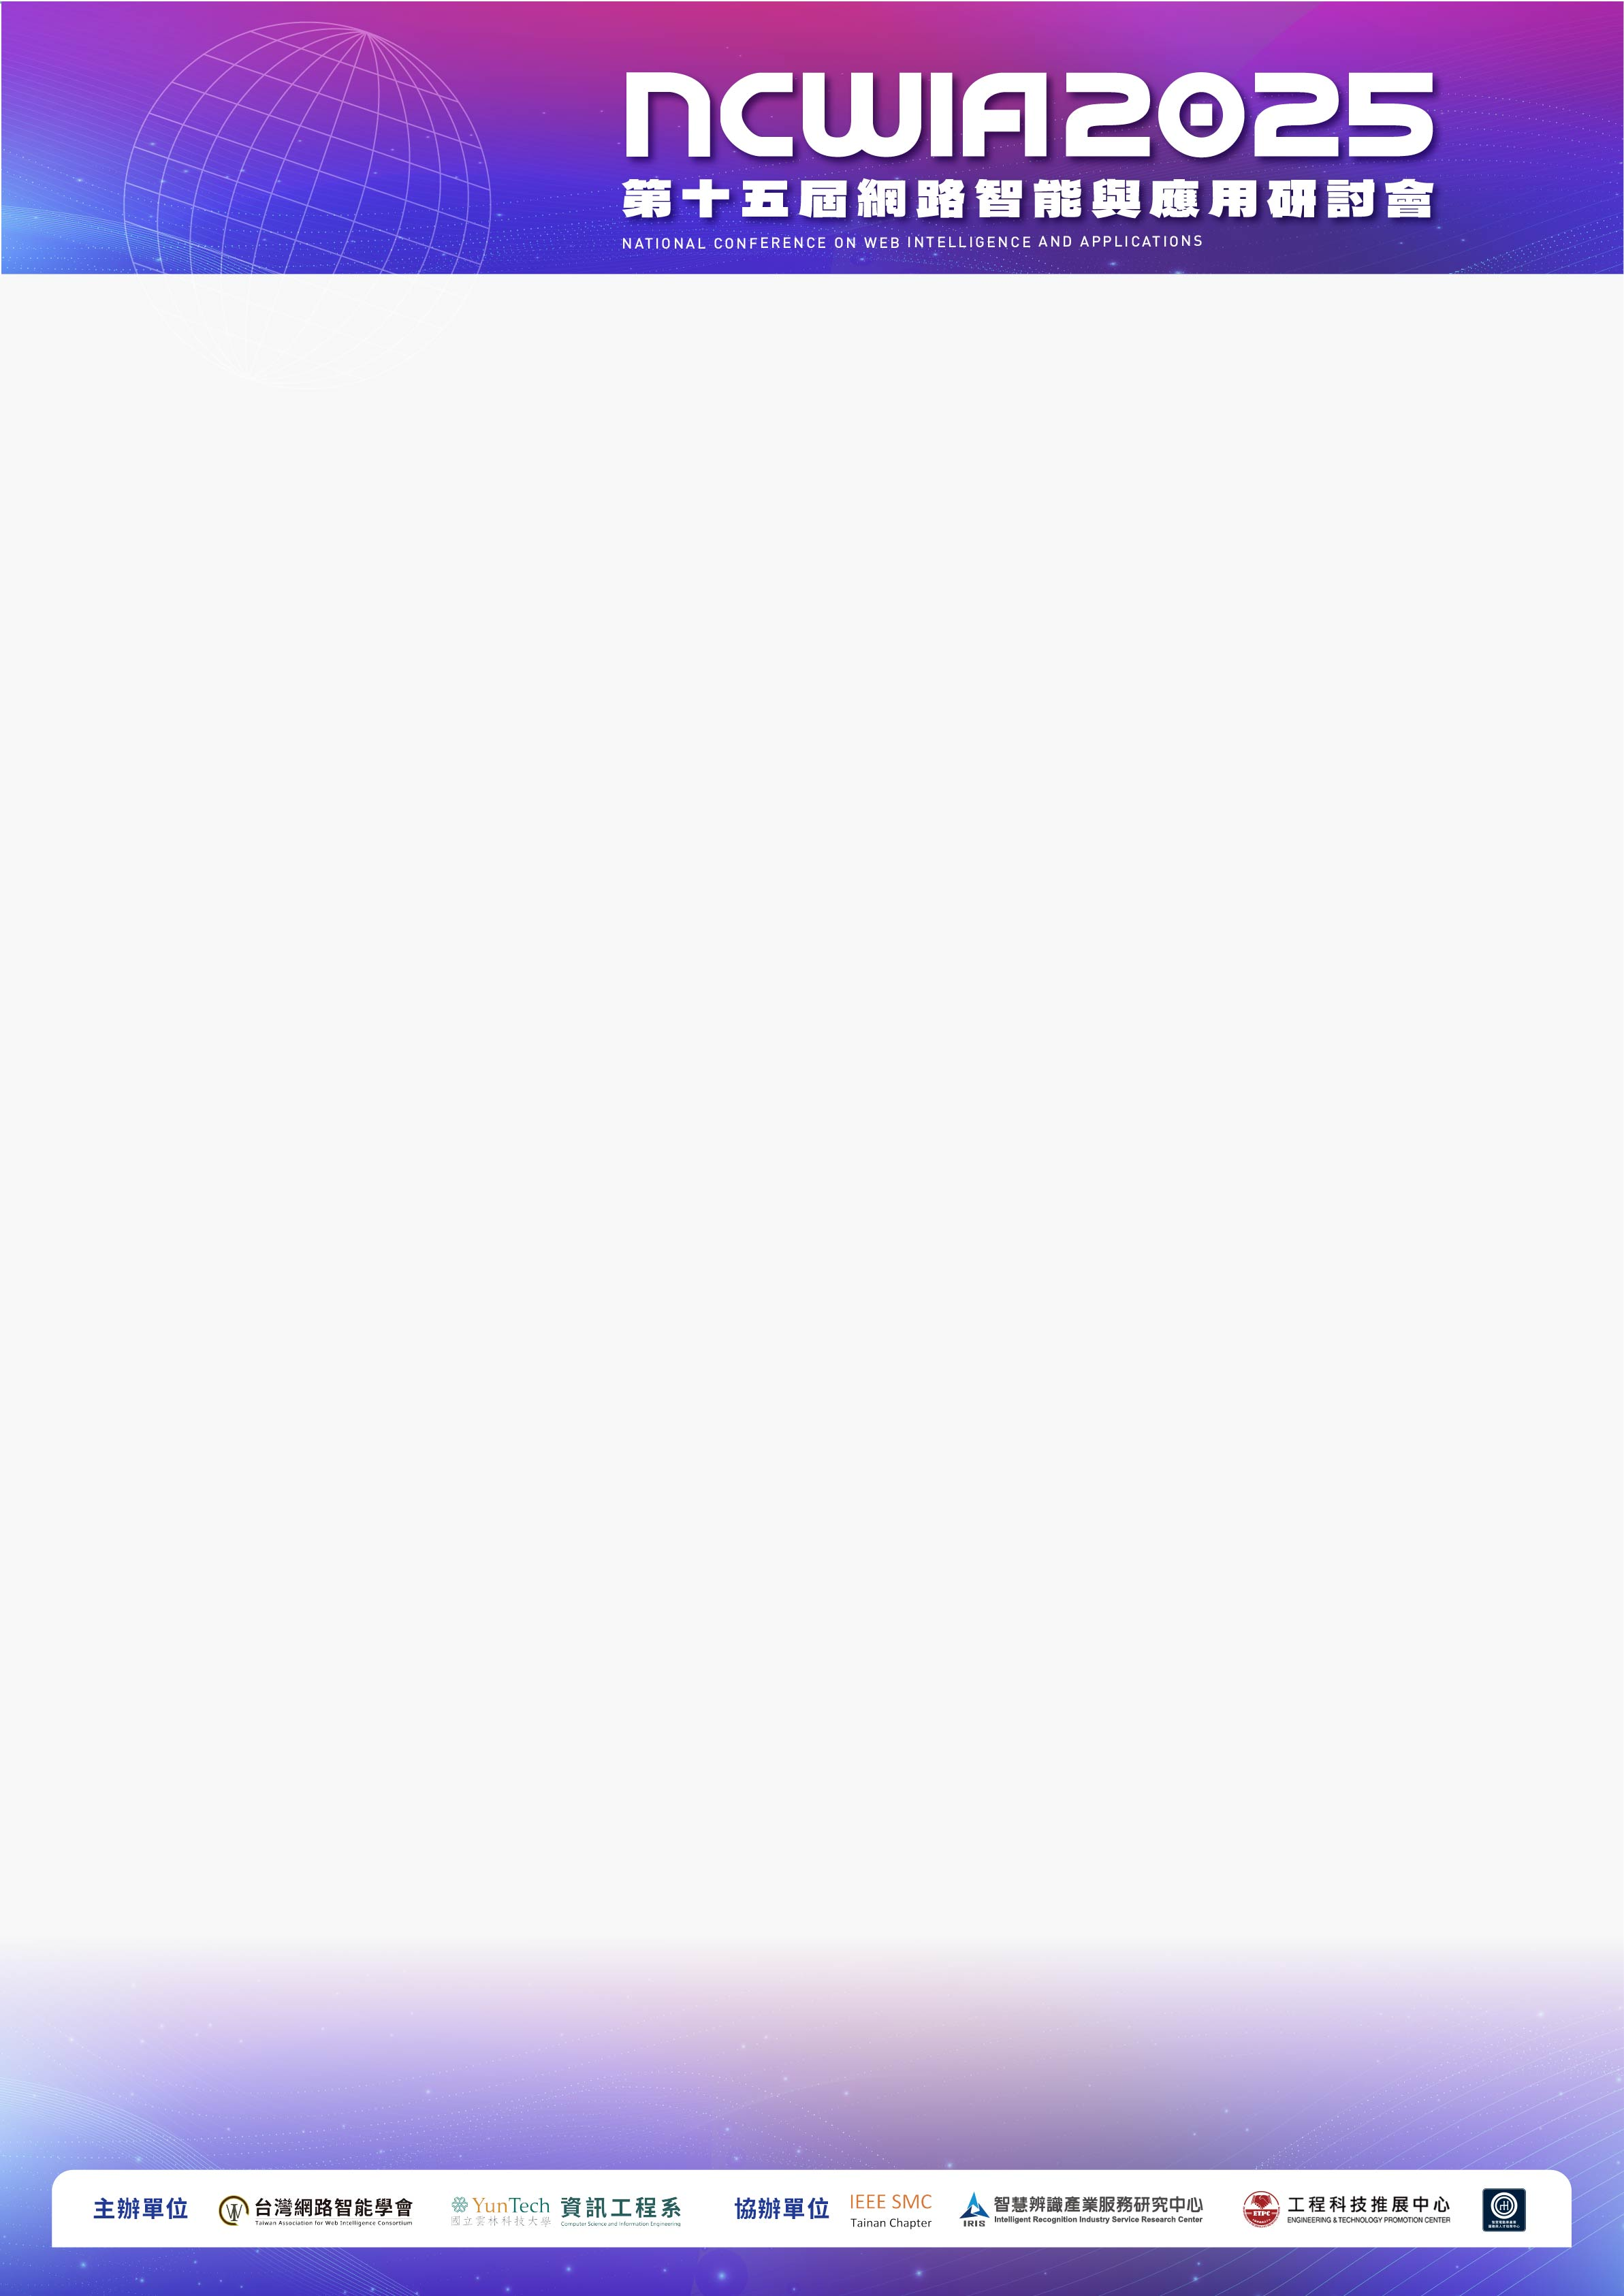 NCWIA2025
第十五屆網路智能與應用研討會
NATIONAL CONFERENCE ON WEB INTELLIGENCE AND APPLICATIONS
主辦單位
台灣網路智能學會
Taiwan Association for Web Intelligence Consortium
YunTech
國立雲林科技大學
資訊工程系
Computer Science and Information Engineering
協辦單位
IEEE SMC
Tainan Chapter
IRIS
智慧辨識產業服務研究中心
Intelligent Recognition Industry Service Research Center
ETPC
工程科技推展中心
ENGINEERING & TECHNOLOGY PROMOTION CENTER